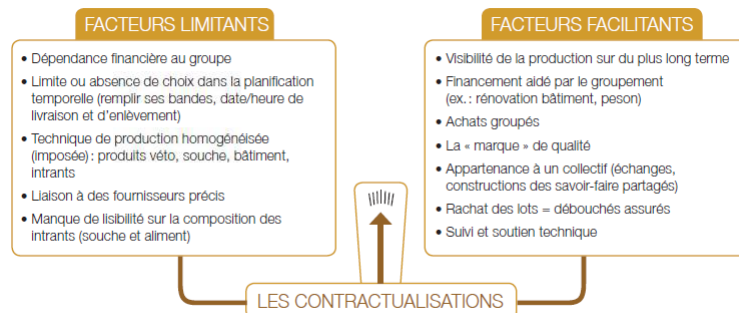 FACTEURS LIMITANTS
• Dépendance financière au groupe
• Limite ou absence de choix dans la planification
temporelle (remplir ses bandes, date/heure de
livraison et d'enlèvement)
• Technique de production homogénéisée
(imposée) : produits véto, souche, bâtiment,
intrants
• Liaison à des fournisseurs précis
• Manque de lisibilité sur la composition des
intrants (souche et aliment)
FACTEURS FACILITANTS
• Visibilité de la production sur du plus long terme
• Financement aidé par le groupement
(ex. : rénovation bâtiment, peson)
• Achats groupés
• La « marque » de qualité
• Appartenance à un collectif (échanges,
constructions des savoir-faire partagés)
• Rachat des lots = débouchés assurés
• Suivi et soutien technique
LES CONTRACTUALISATIONS